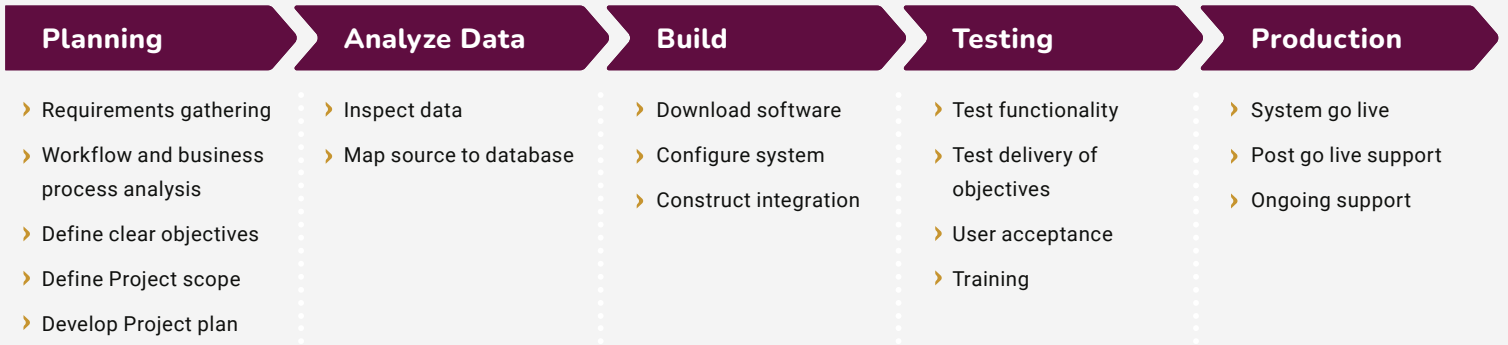 Planning
Requirements gathering
Workflow and business
process analysis
Define clear objectives
Define Project scope
Develop Project plan
Analyze Data
Inspect data
Map source to database
Build
Download software
Configure system
Construct integration
Testing
Test functionality
Test delivery of
objectives
User acceptance
Training
Production
System go live
Post go live support
Ongoing support